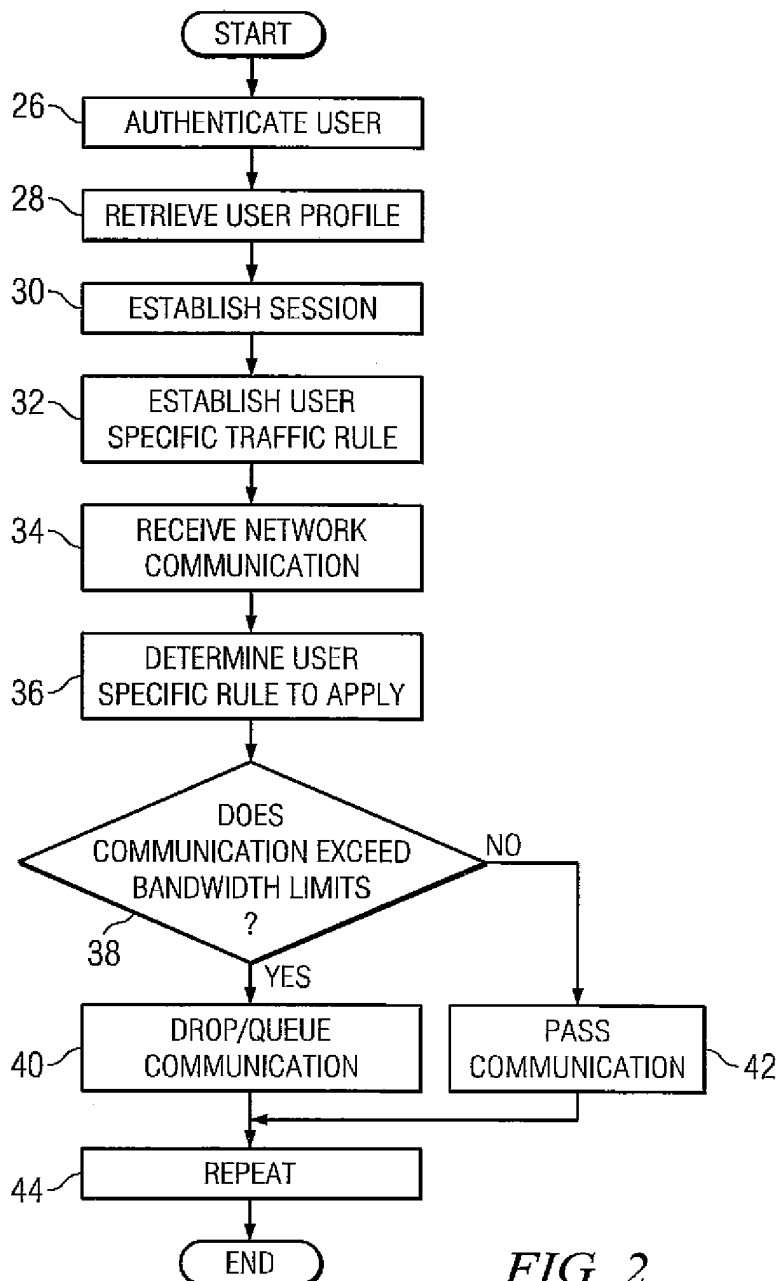 START
26
AUTHENTICATE USER
28
RETRIEVE USER PROFILE
30
ESTABLISH SESSION
32
ESTABLISH USER
SPECIFIC TRAFFIC RULE
34
RECEIVE NETWORK
COMMUNICATION
36
DETERMINE USER
SPECIFIC RULE TO APPLY
DOES
COMMUNICATION EXCEED
BANDWIDTH LIMITS
?
NO
38
YES
40
DROP/QUEUE
COMMUNICATION
PASS
COMMUNICATION
42
44
REPEAT
END
FIG. 2